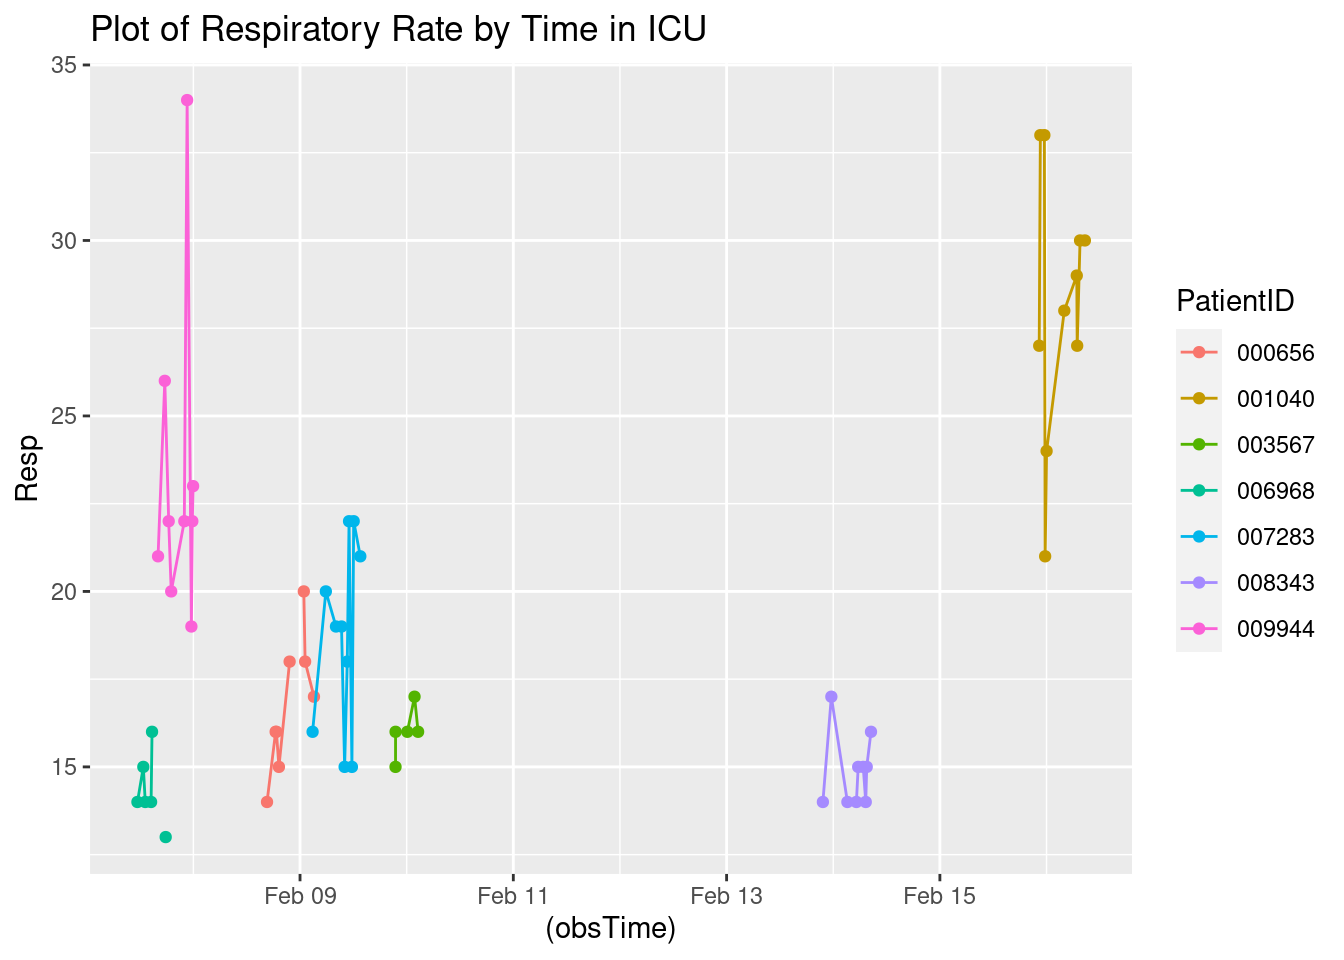 Plot of Respiratory Rate by Time in ICU
35
30
25
20
15
Resp
Feb 09
Feb 11
Feb 13
Feb 15
(obsTime)
PatientID
000656
001040
003567
006968
007283
008343
009944